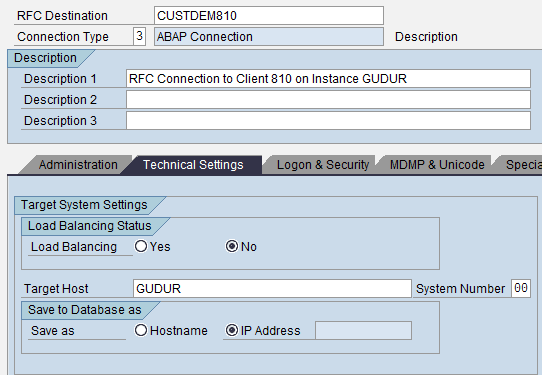 RFC Destination CUSTDEM810
Connection Type 3 ABAP Connection Description
Description
Description 1 RFC Connection to Client 810 on Instance GUDUR
Description 2
Description 3
Administration Technical Settings Logon & Security MDMP & Unicode Specia
Target System Settings
Load Balancing Status
Load Balancing Yes No
Target Host GUDUR System Number 00
Save to Database as
Save as Hostname IP Address